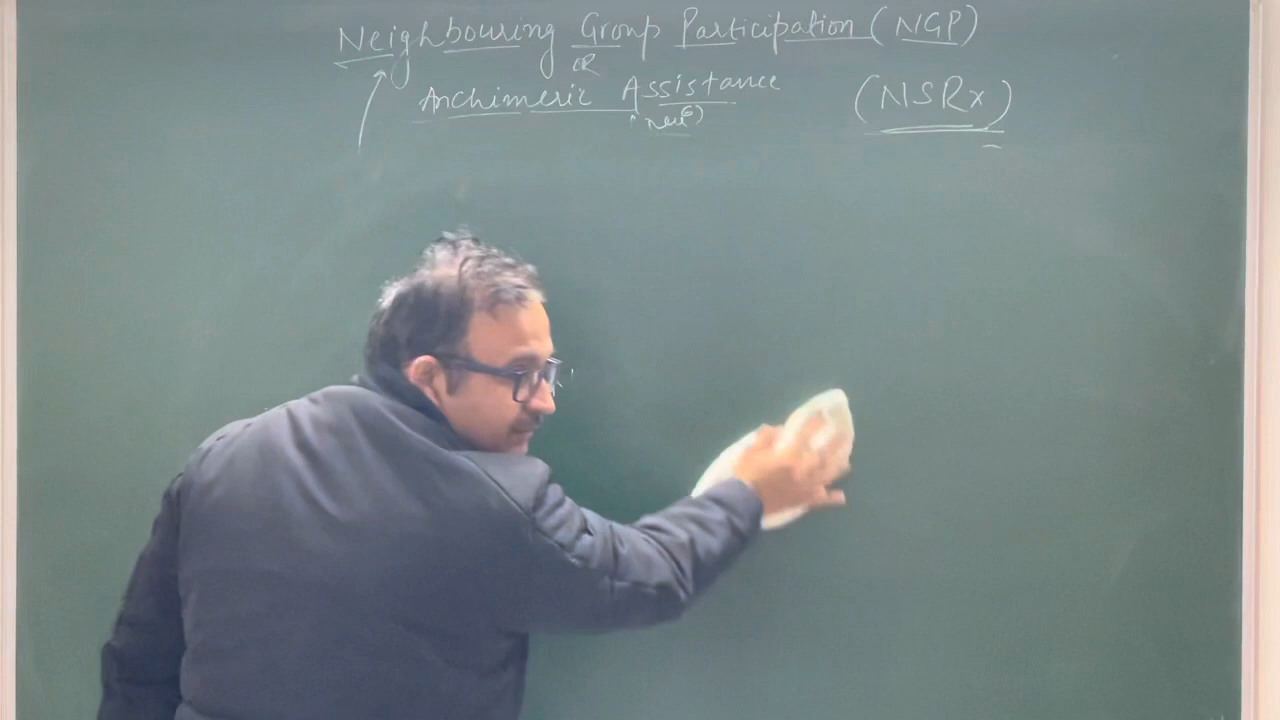 Neighbouring Group Participation (NGP)
OR
Anchimeric Assistance (NSRx)